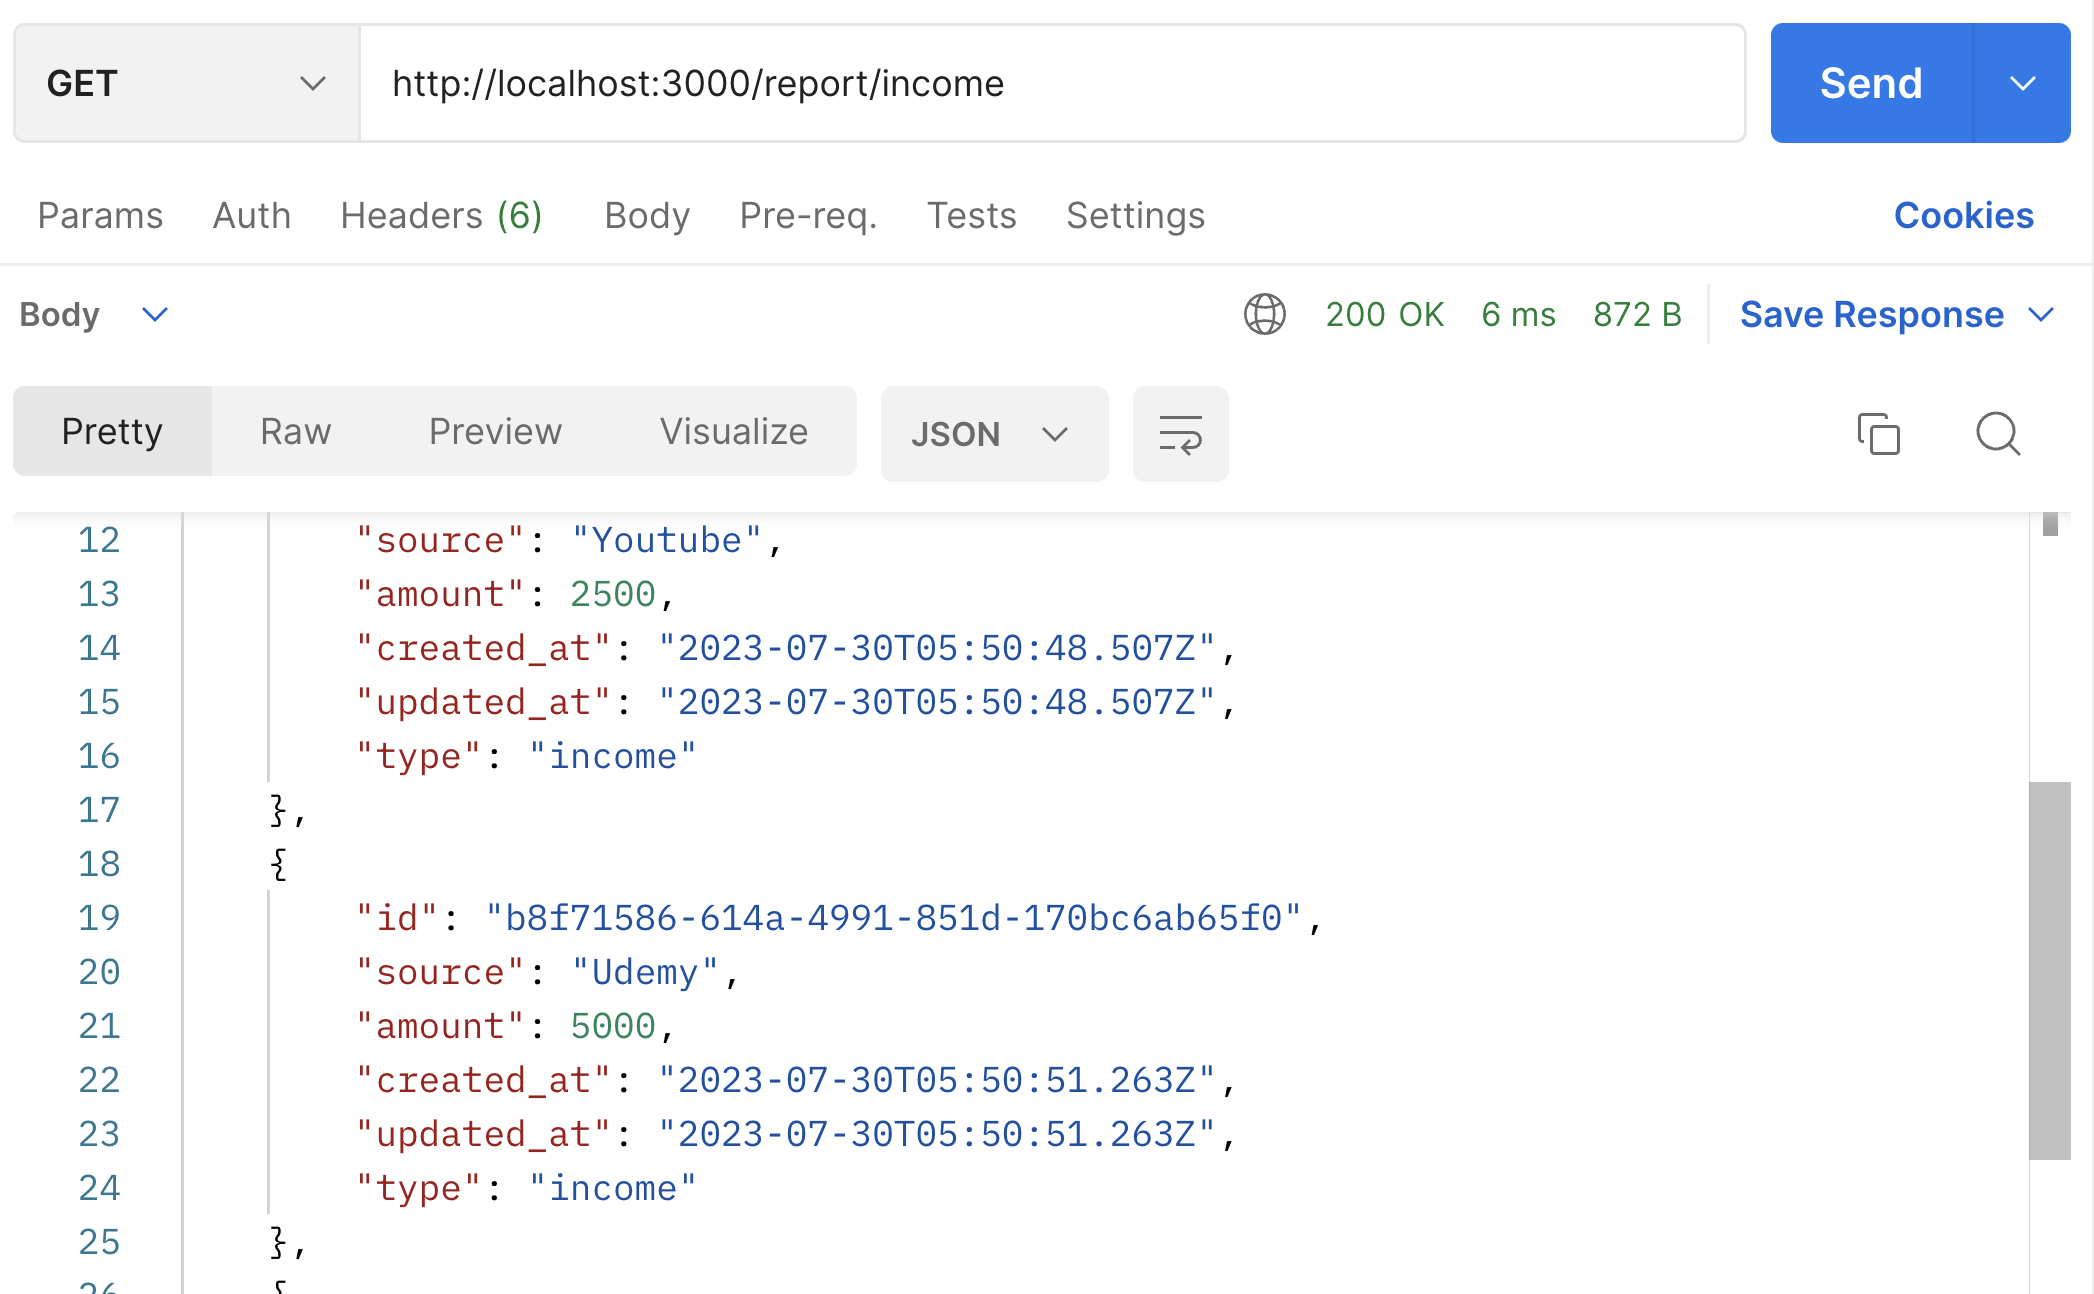 GET http://localhost:3000/report/income Send
Params Auth Headers (6) Body Pre-req. Tests Settings Cookies
Body 200 OK 6 ms 872 B Save Response
Pretty Raw Preview Visualize JSON
12 "source": "Youtube",
13 "amount": 2500,
14 "created_at": "2023-07-30T05:50:48.507Z",
15 "updated_at": "2023-07-30T05:50:48.507Z",
16 "type": "income"
17 },
18 {
19 "id": "b8f71586-614a-4991-851d-170bc6ab65f0",
20 "source": "Udemy",
21 "amount": 5000,
22 "created_at": "2023-07-30T05:50:51.263Z",
23 "updated_at": "2023-07-30T05:50:51.263Z",
24 "type": "income"
25 },
26 {